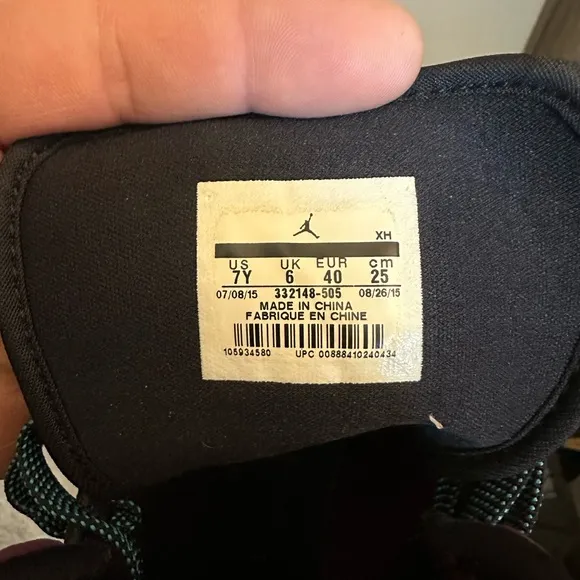 XH
US UK EUR cm
7Y 6 40 25
07/08/15 332148-505 08/26/15
MADE IN CHINA
FABRIQUE EN CHINE
105934580 UPC 00888410240434